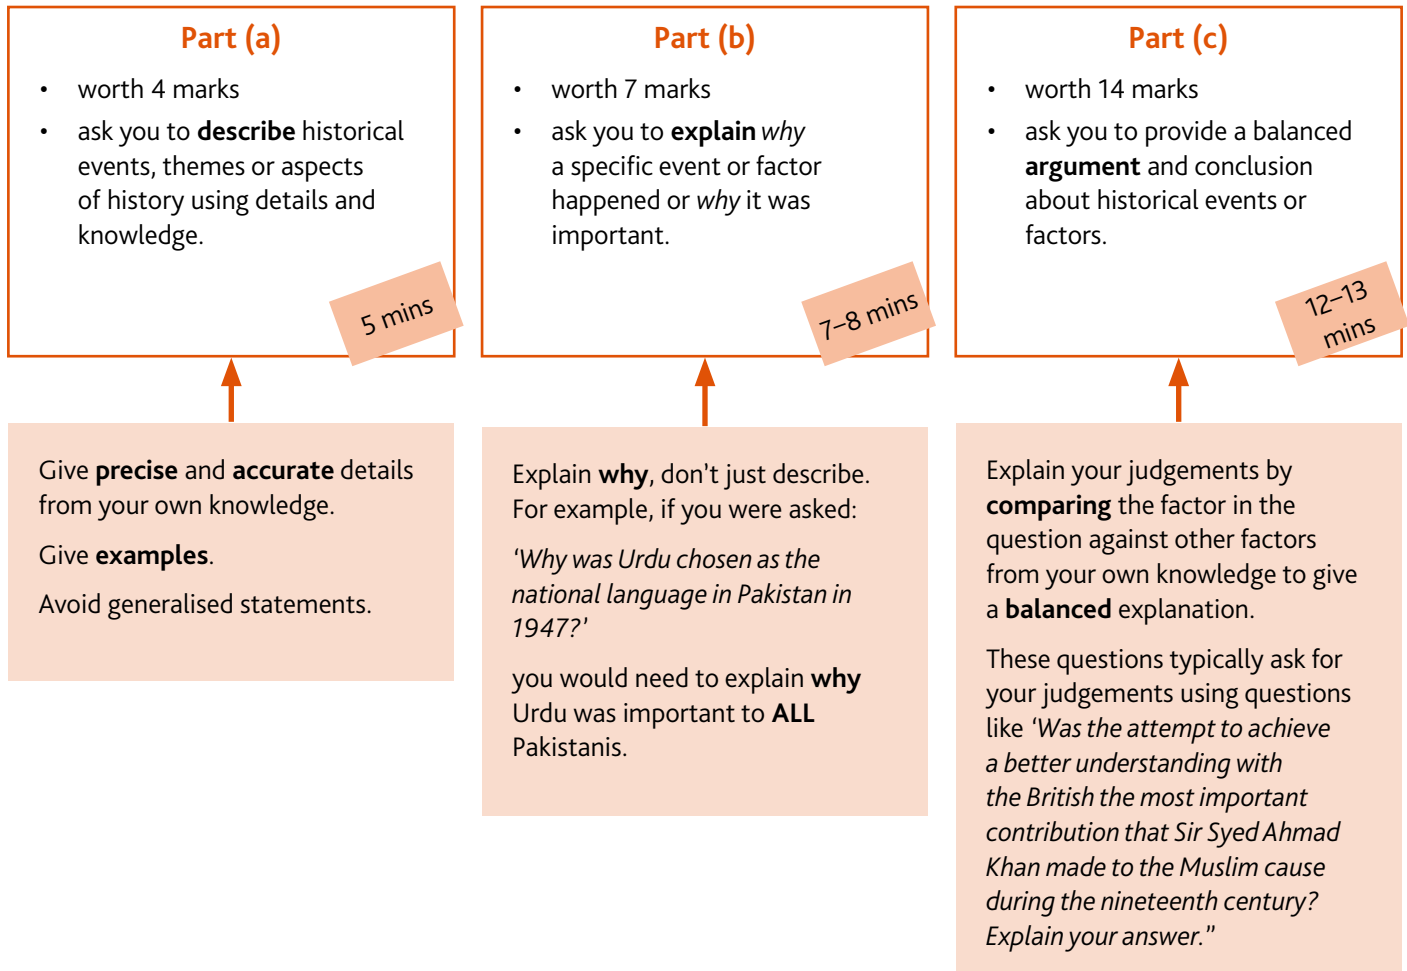 Part (a)
• worth 4 marks
• ask you to describe historical
events, themes or aspects
of history using details and
knowledge.
5 mins
Give precise and accurate details
from your own knowledge.
Give examples.
Avoid generalised statements.
Part (b)
• worth 7 marks
• ask you to explain why
a specific event or factor
happened or why it was
important.
7–8 mins
Explain why, don't just describe.
For example, if you were asked:
'Why was Urdu chosen as the
national language in Pakistan in
1947?'
you would need to explain why
Urdu was important to ALL
Pakistanis.
Part (c)
• worth 14 marks
• ask you to provide a balanced
argument and conclusion
about historical events or
factors.
12–13
mins
Explain your judgements by
comparing the factor in the
question against other factors
from your own knowledge to give
a balanced explanation.
These questions typically ask for
your judgements using questions
like 'Was the attempt to achieve
a better understanding with
the British the most important
contribution that Sir Syed Ahmad
Khan made to the Muslim cause
during the nineteenth century?
Explain your answer."